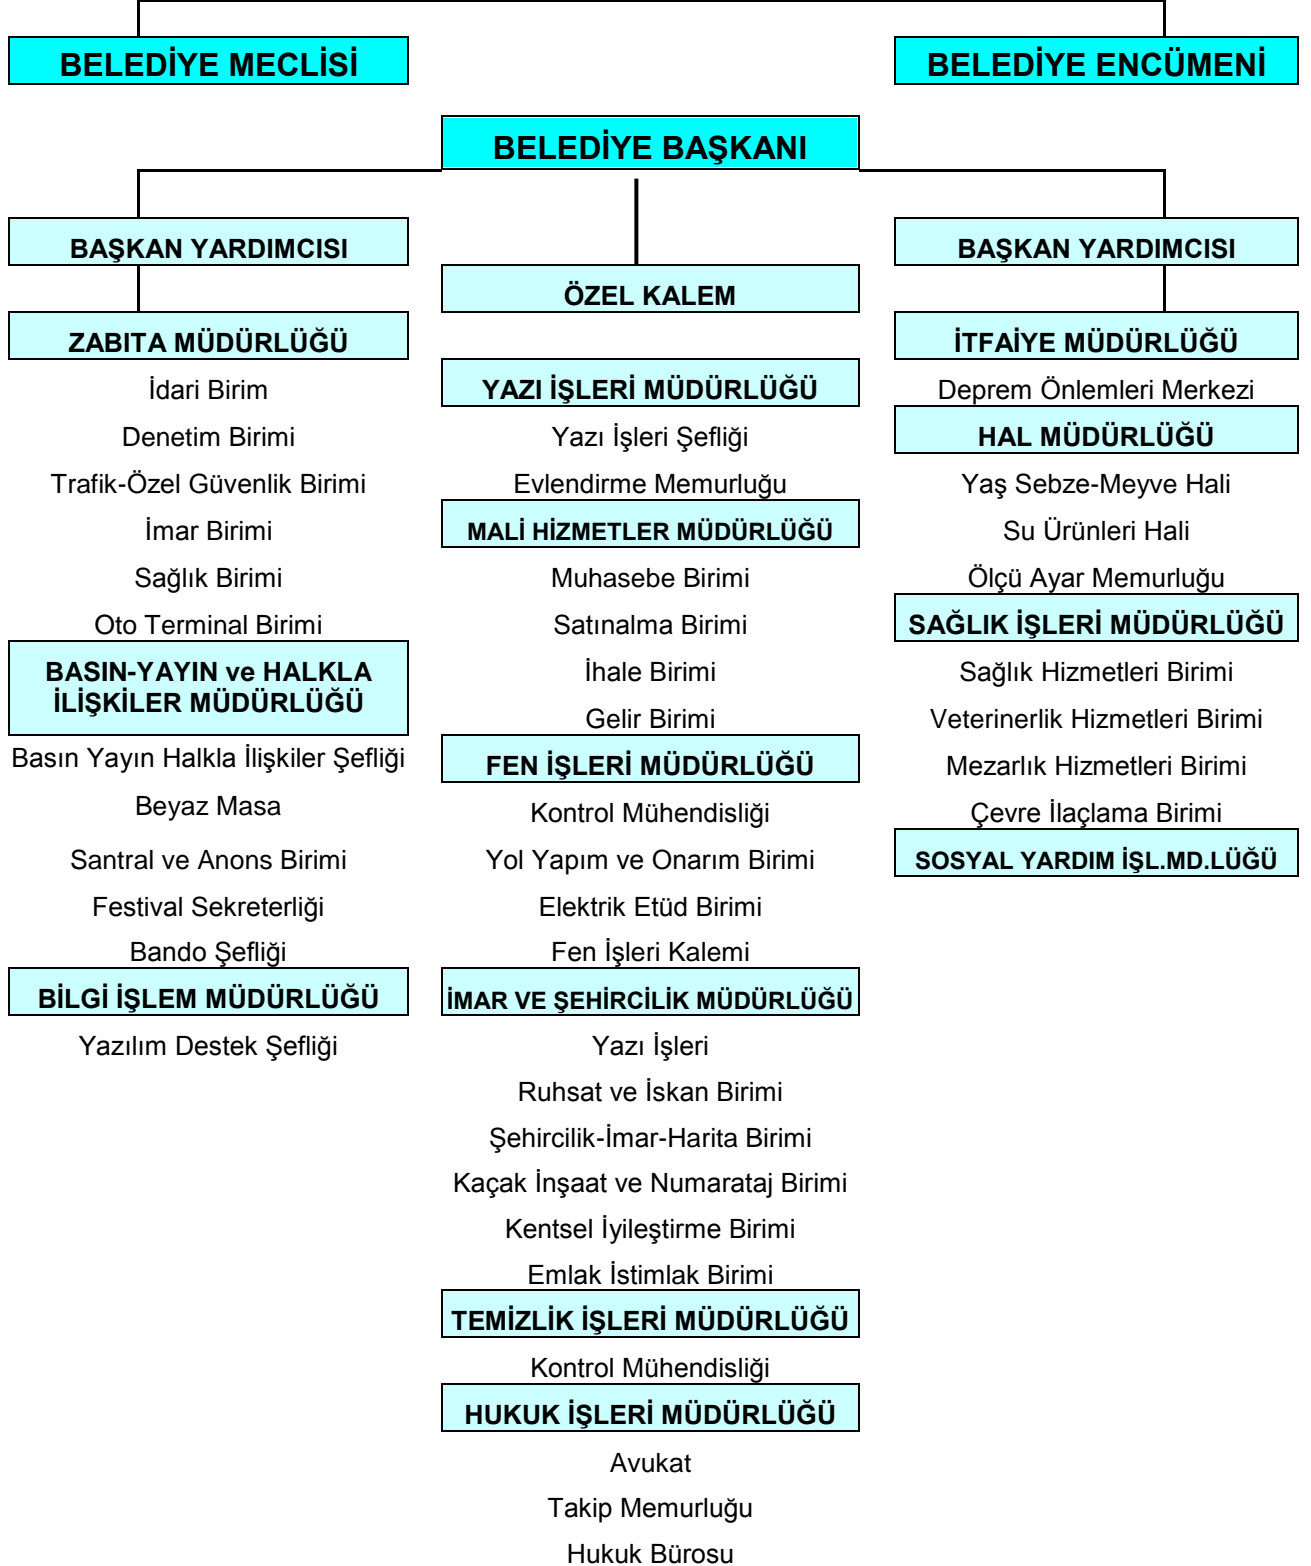 BELEDİYE MECLİSİ
BELEDİYE ENCÜMENİ
BELEDİYE BAŞKANI
BAŞKAN YARDIMCISI
ZABITA MÜDÜRLÜĞÜ
İdari Birim
Denetim Birimi
Trafik-Özel Güvenlik Birimi
İmar Birimi
Sağlık Birimi
Oto Terminal Birimi
BASIN-YAYIN ve HALKLA
İLİŞKİLER MÜDÜRLÜĞÜ
Basın Yayın Halkla İlişkiler Şefliği
Beyaz Masa
Santral ve Anons Birimi
Festival Sekreterliği
Bando Şefliği
BİLGİ İŞLEM MÜDÜRLÜĞÜ
Yazılım Destek Şefliği
ÖZEL KALEM
YAZI İŞLERİ MÜDÜRLÜĞÜ
Yazı İşleri Şefliği
Evlendirme Memurluğu
MALİ HİZMETLER MÜDÜRLÜĞÜ
Muhasebe Birimi
Satınalma Birimi
İhale Birimi
Gelir Birimi
FEN İŞLERİ MÜDÜRLÜĞÜ
Kontrol Mühendisliği
Yol Yapım ve Onarım Birimi
Elektrik Etüd Birimi
Fen İşleri Kalemi
İMAR VE ŞEHİRCİLİK MÜDÜRLÜĞÜ
Yazı İşleri
Ruhsat ve İskan Birimi
Şehircilik-İmar-Harita Birimi
Kaçak İnşaat ve Numarataj Birimi
Kentsel İyileştirme Birimi
Emlak İstimlak Birimi
TEMİZLİK İŞLERİ MÜDÜRLÜĞÜ
Kontrol Mühendisliği
HUKUK İŞLERİ MÜDÜRLÜĞÜ
Avukat
Takip Memurluğu
Hukuk Bürosu
BAŞKAN YARDIMCISI
İTFAİYE MÜDÜRLÜĞÜ
Deprem Önlemleri Merkezi
HAL MÜDÜRLÜĞÜ
Yaş Sebze-Meyve Hali
Su Ürünleri Hali
Ölçü Ayar Memurluğu
SAĞLIK İŞLERİ MÜDÜRLÜĞÜ
Sağlık Hizmetleri Birimi
Veterinerlik Hizmetleri Birimi
Mezarlık Hizmetleri Birimi
Çevre İlaçlama Birimi
SOSYAL YARDIM İŞL.MD.LÜĞÜ